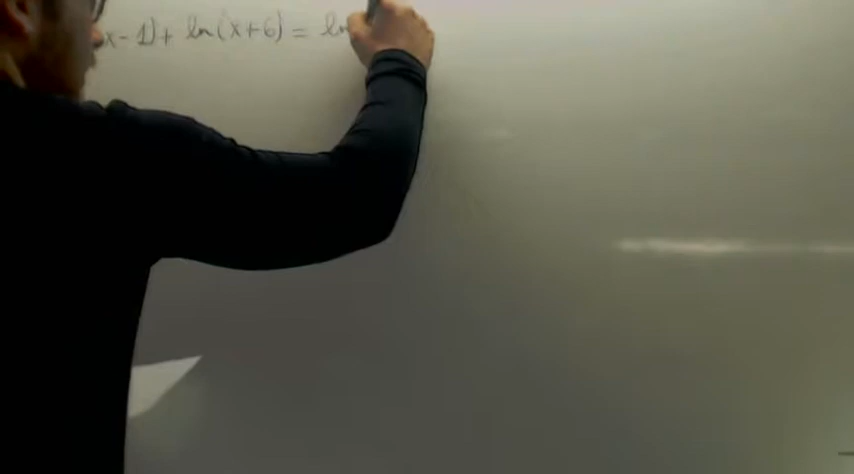 x-1)+ ln(x+6) = ln